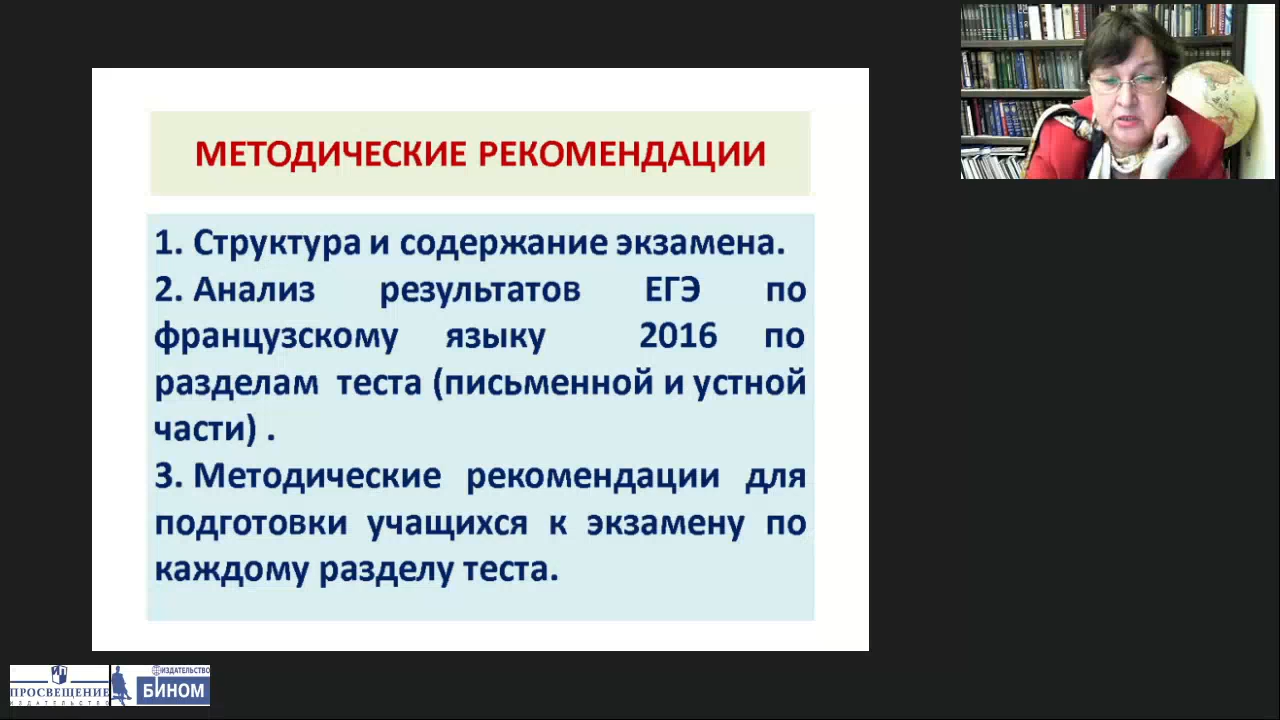 МЕТОДИЧЕСКИЕ РЕКОМЕНДАЦИИ
1. Структура и содержание экзамена.
2. Анализ результатов ЕГЭ по
французскому языку 2016 по
разделам теста (письменной и устной
части) .
3. Методические рекомендации для
подготовки учащихся к экзамену по
каждому разделу теста.
ПРОСВЕЩЕНИЕ
ИЗДАТЕЛЬСТВО
ИЗДАТЕЛЬСТВО
БИНОМ